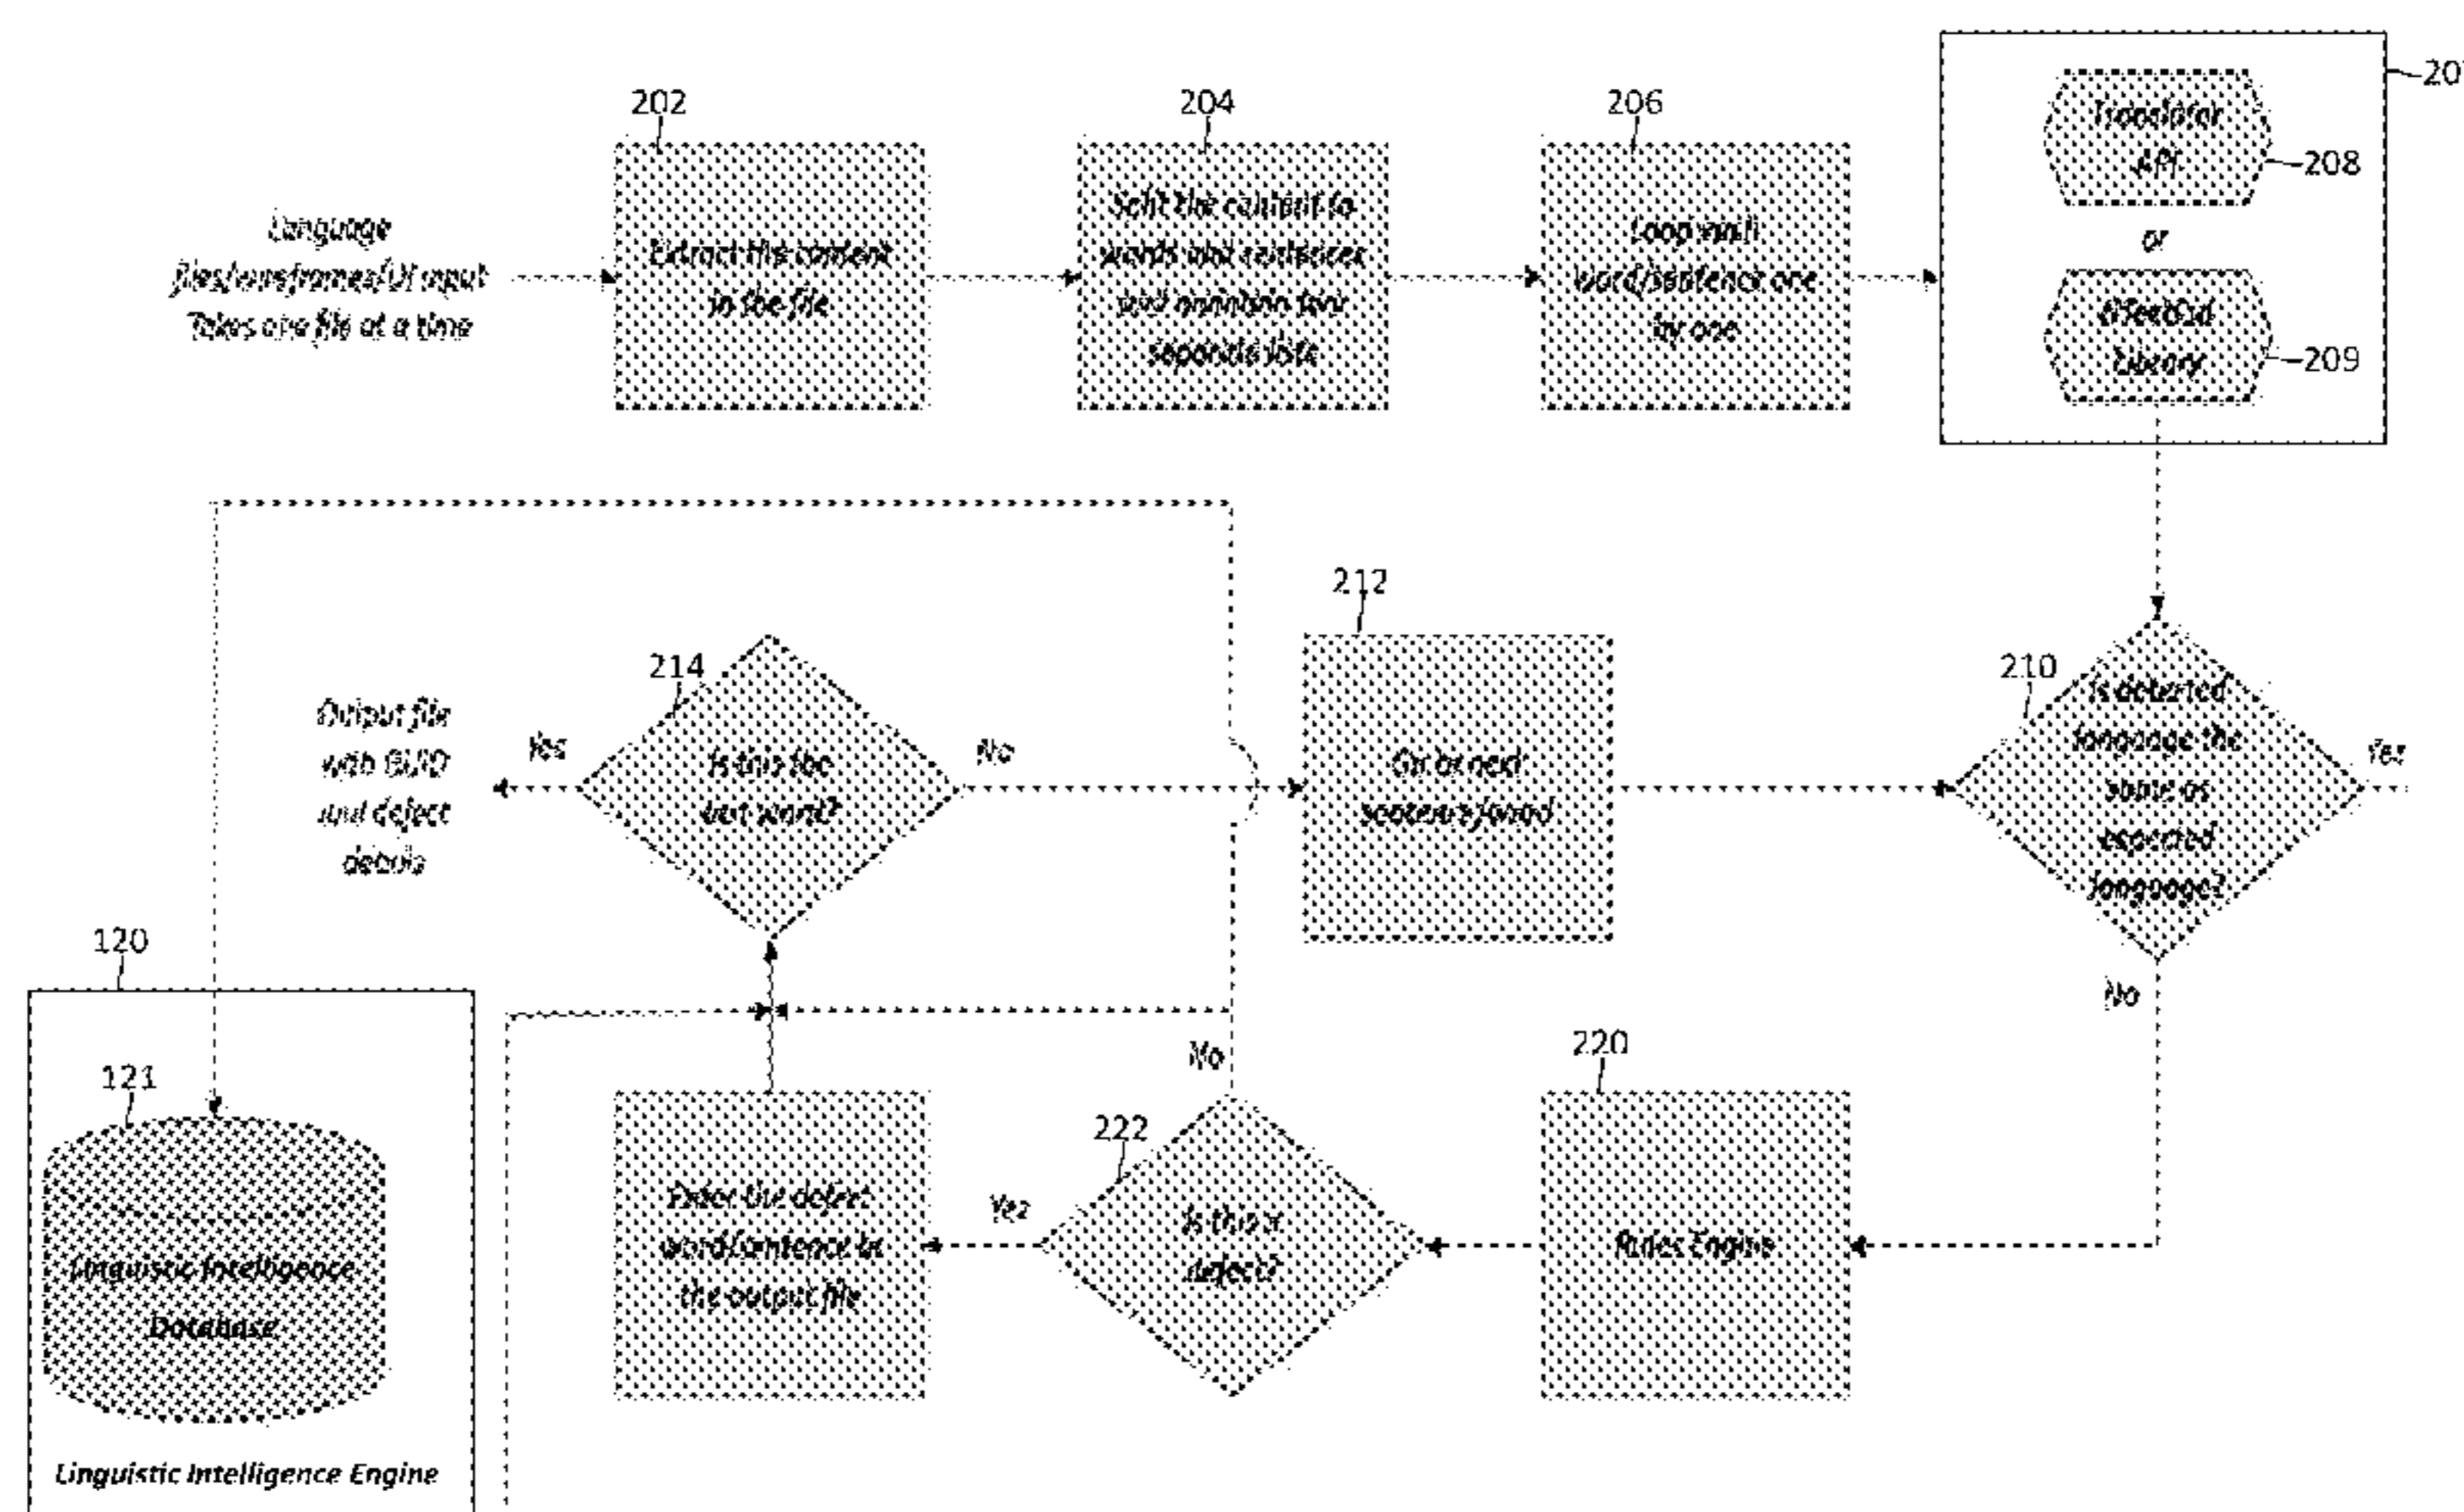 202
204
206
20
Language
files/wireframes/UI input
Takes one file at a time
Extract the content
in the file
Split the content to
words and sentences
and maintain two
separate lists
Loop each
word/sentence one
by one
Translator
API
208
or
Library
209
212
214
210
Output file
with GUID
and defect
details
Yes
Is this the
last word?
No
Go to next
sentence/word
Is detected
language the
same as
expected
language?
Yes
No
120
121
Linguistic Intelligence
Database
Linguistic Intelligence Engine
Enter the defect
word/sentence in
the output file
Yes
222
No
Is this a
defect?
220
Rules Engine